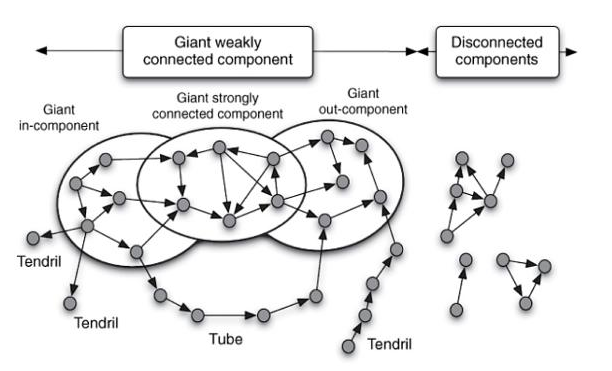 Giant weakly
connected component
Disconnected
components
Giant
in-component
Giant strongly
connected component
Giant
out-component
Tendril
Tendril
Tube
Tendril